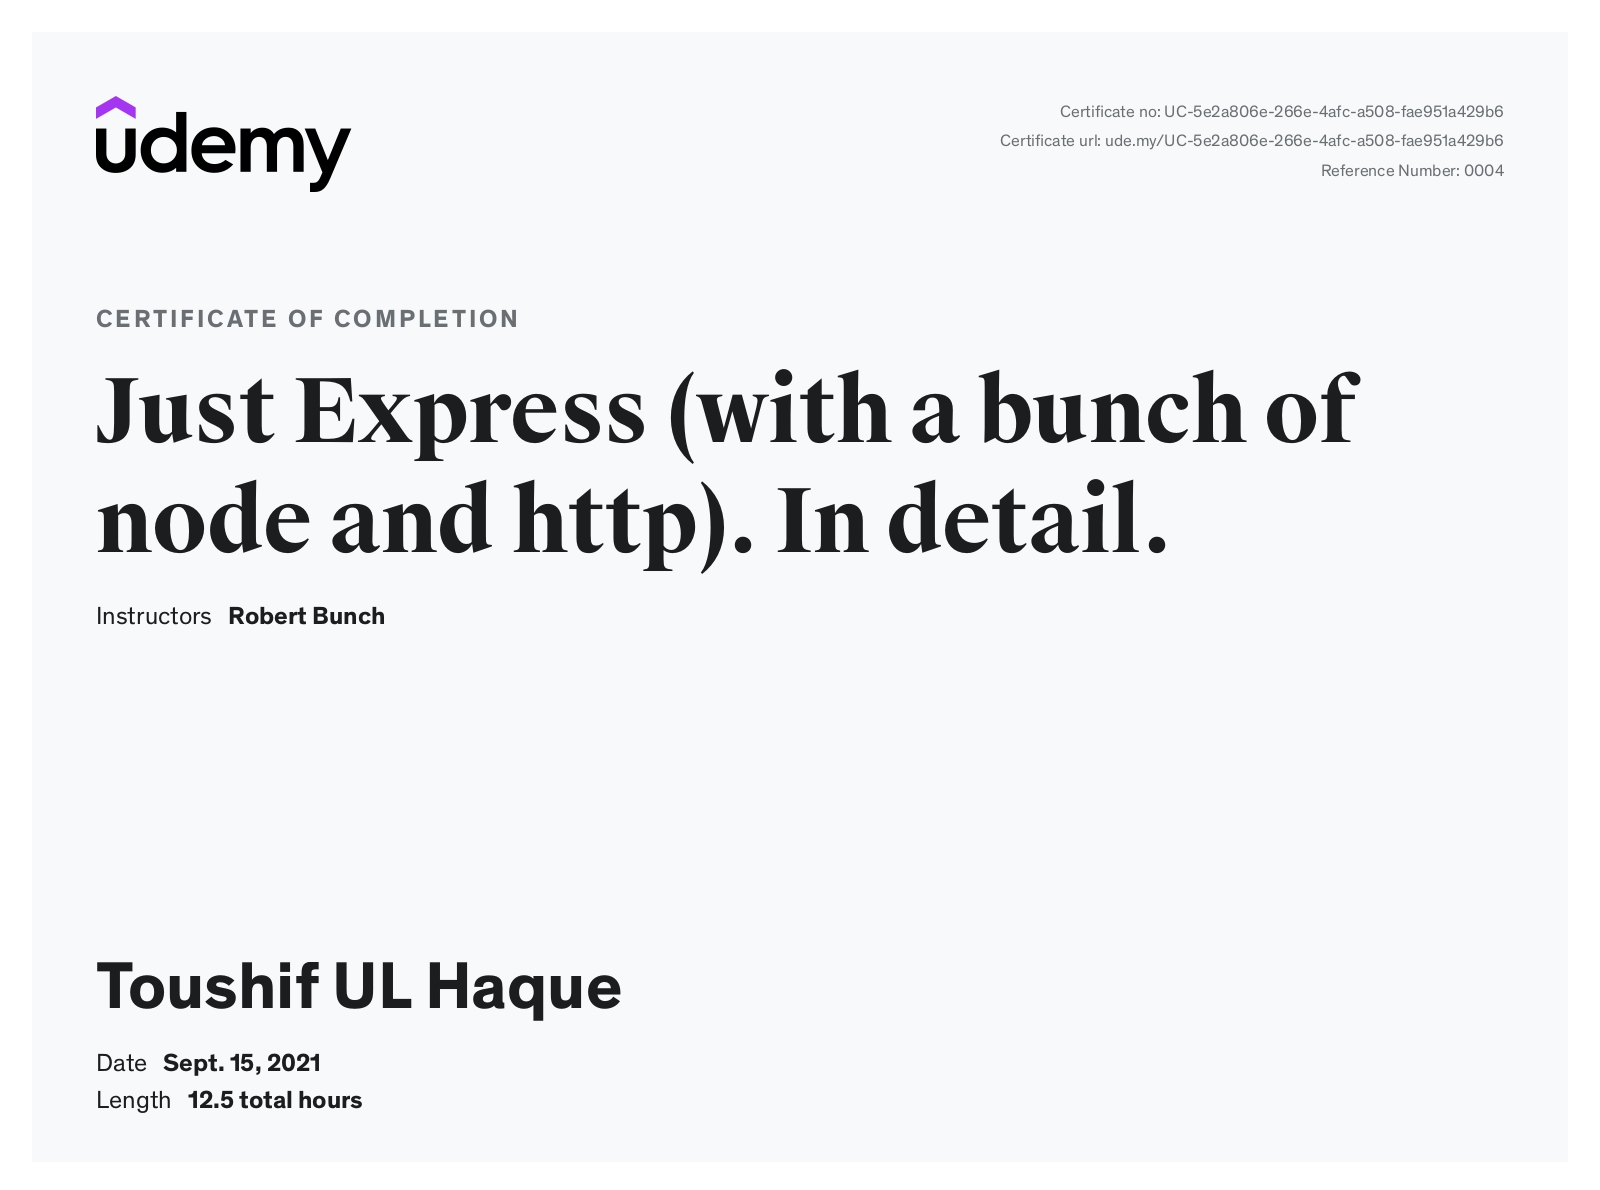 udemy
Certificate no: UC-5e2a806e-266e-4afc-a508-fae951a429b6
Certificate url: ude.my/UC-5e2a806e-266e-4afc-a508-fae951a429b6
Reference Number: 0004
CERTIFICATE OF COMPLETION
Just Express (with a bunch of
node and http). In detail.
Instructors Robert Bunch
Toushif UL Haque
Date Sept. 15, 2021
Length 12.5 total hours